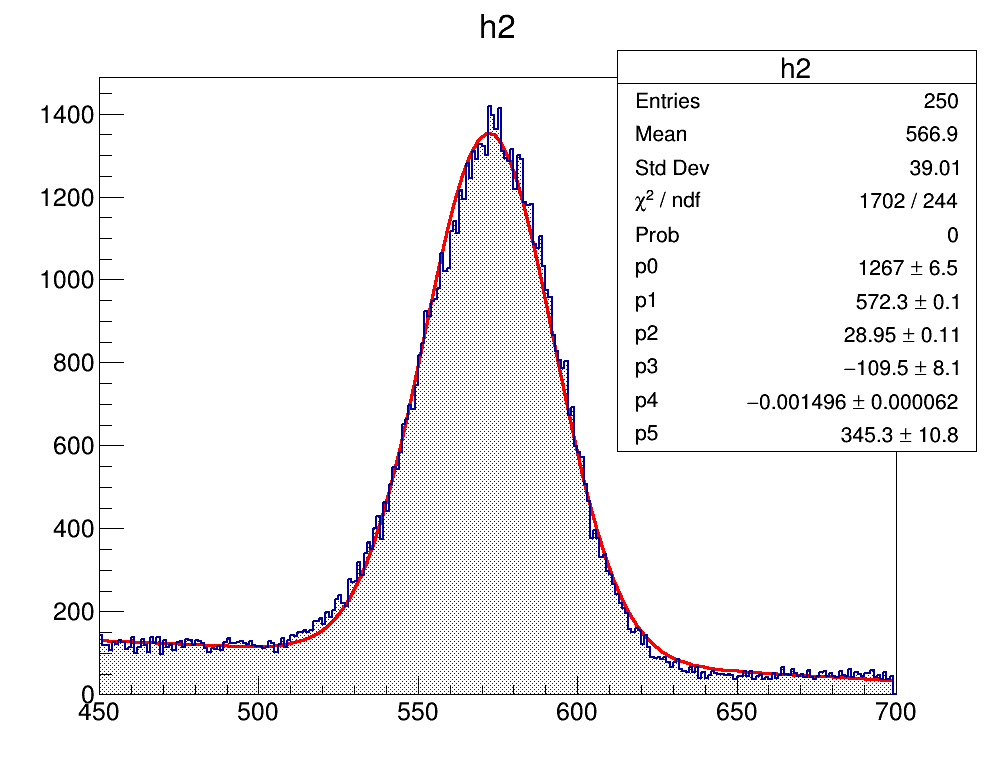 h2
h2
Entries 250
Mean 566.9
Std Dev 39.01
χ² / ndf 1702 / 244
Prob 0
p0 1267 ± 6.5
p1 572.3 ± 0.1
p2 28.95 ± 0.11
p3 −109.5 ± 8.1
p4 −0.001496 ± 0.000062
p5 345.3 ± 10.8
1400
1200
1000
800
600
400
200
0
450 500 550 600 650 700